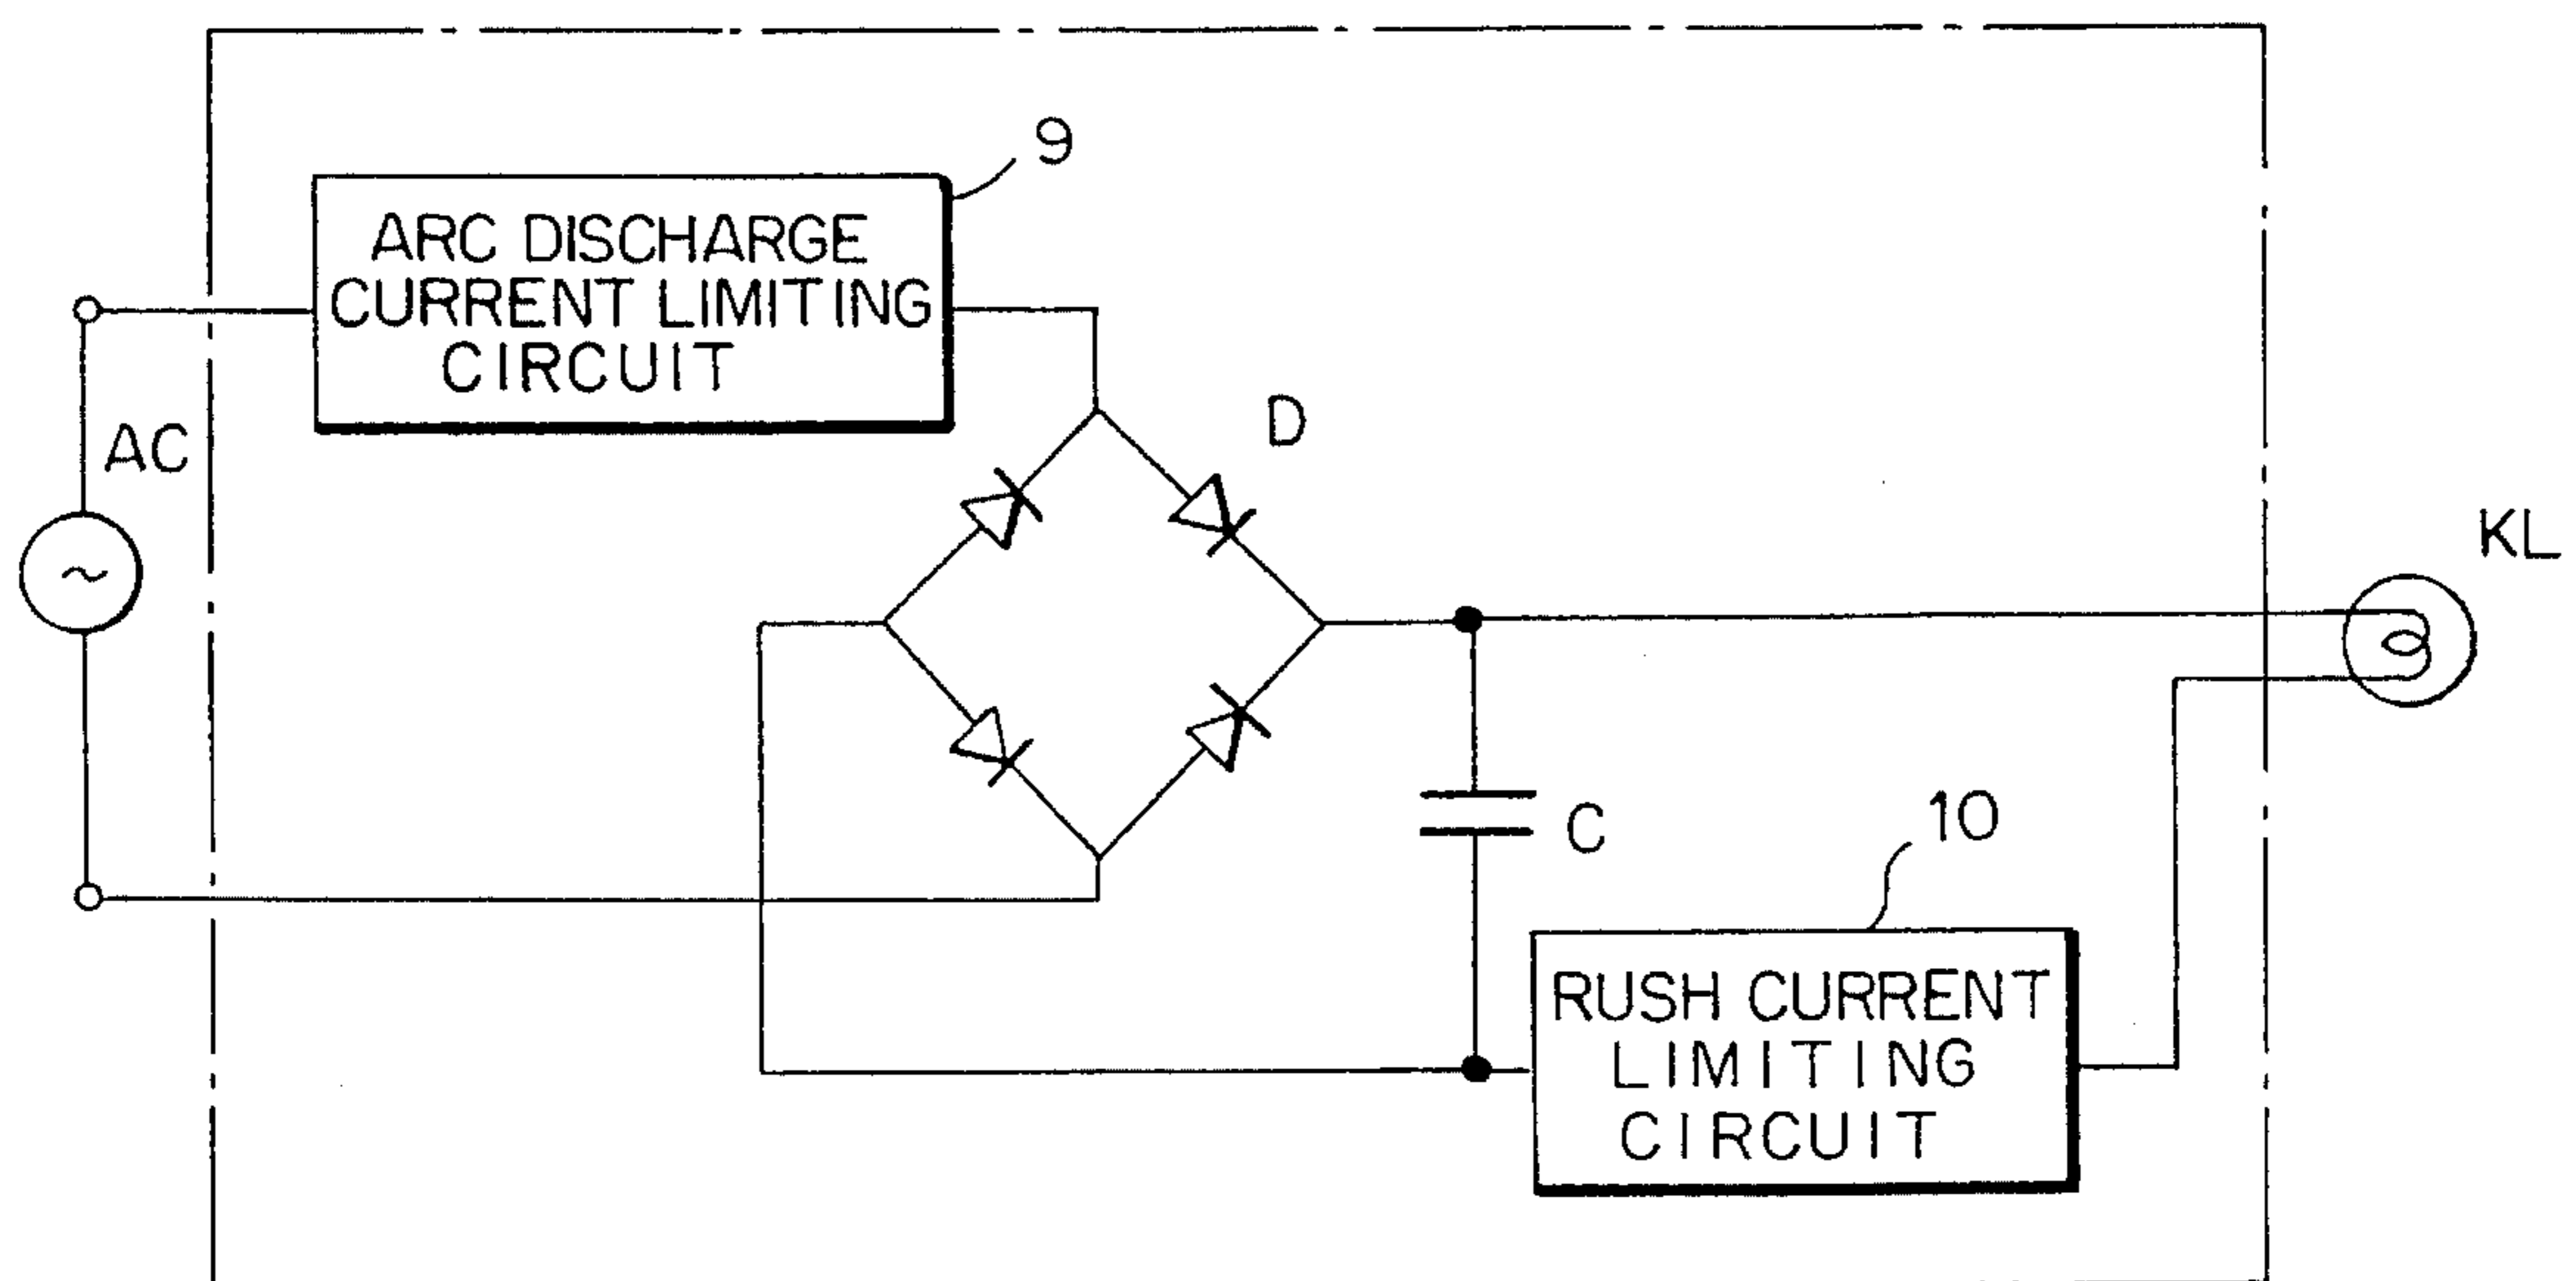 9
ARC DISCHARGE
CURRENT LIMITING
CIRCUIT
AC
D
KL
C
10
RUSH CURRENT
LIMITING
CIRCUIT